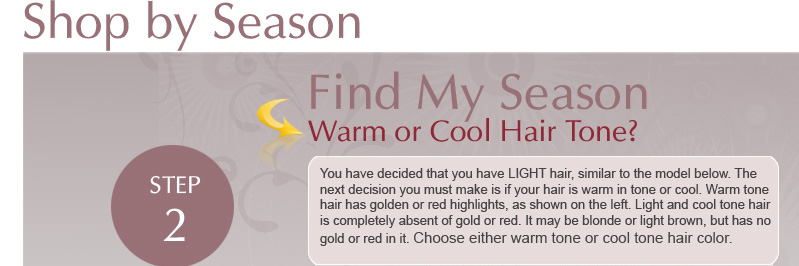 Shop by Season
Find My Season
Warm or Cool Hair Tone?
STEP
2
You have decided that you have LIGHT hair, similar to the model below. The
next decision you must make is if your hair is warm in tone or cool. Warm tone
hair has golden or red highlights, as shown on the left. Light and cool tone hair
is completely absent of gold or red. It may be blonde or light brown, but has no
gold or red in it. Choose either warm tone or cool tone hair color.